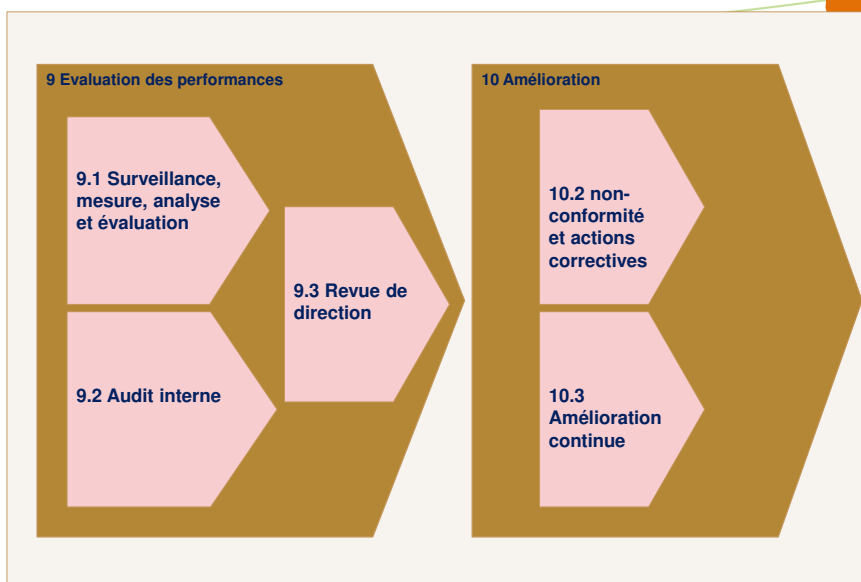 9 Evaluation des performances
9.1 Surveillance,
mesure, analyse
et évaluation
9.2 Audit interne
9.3 Revue de
direction
10 Amélioration
10.2 non-
conformité
et actions
correctives
10.3
Amélioration
continue